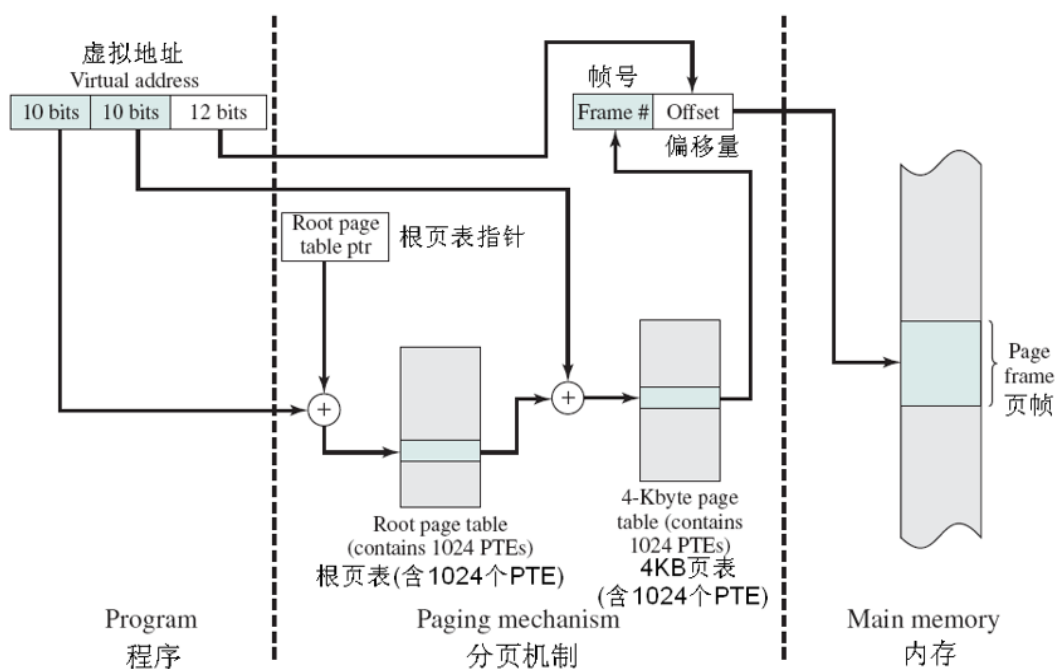 虚拟地址
Virtual address
10 bits 10 bits 12 bits
帧号
Frame # Offset
偏移量
Root page
table ptr
根页表指针
+
+
Root page table
(contains 1024 PTEs)
根页表(含1024个PTE)
4-Kbyte page
table (contains
1024 PTEs)
4KB页表
(含1024个PTE)
Page
frame
页帧
Program
程序
Paging mechanism
分页机制
Main memory
内存